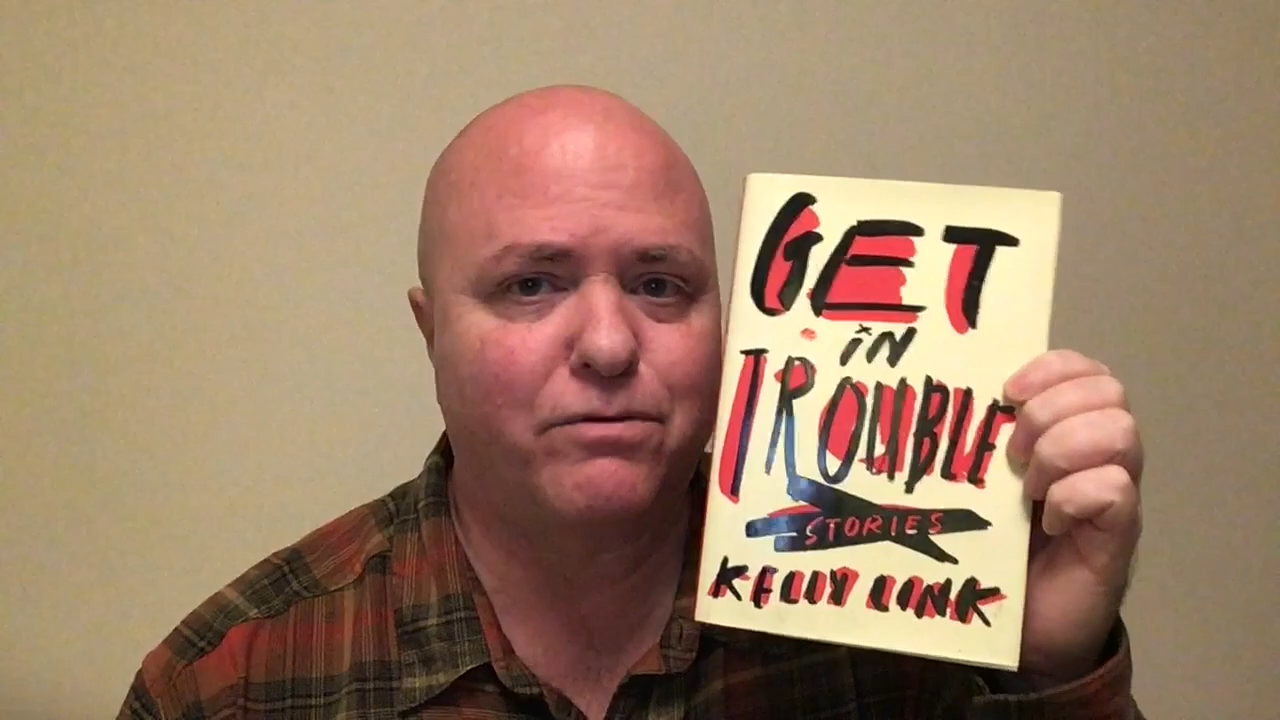 GET
iN
TROUBLE
STORIES
KELLY LINK